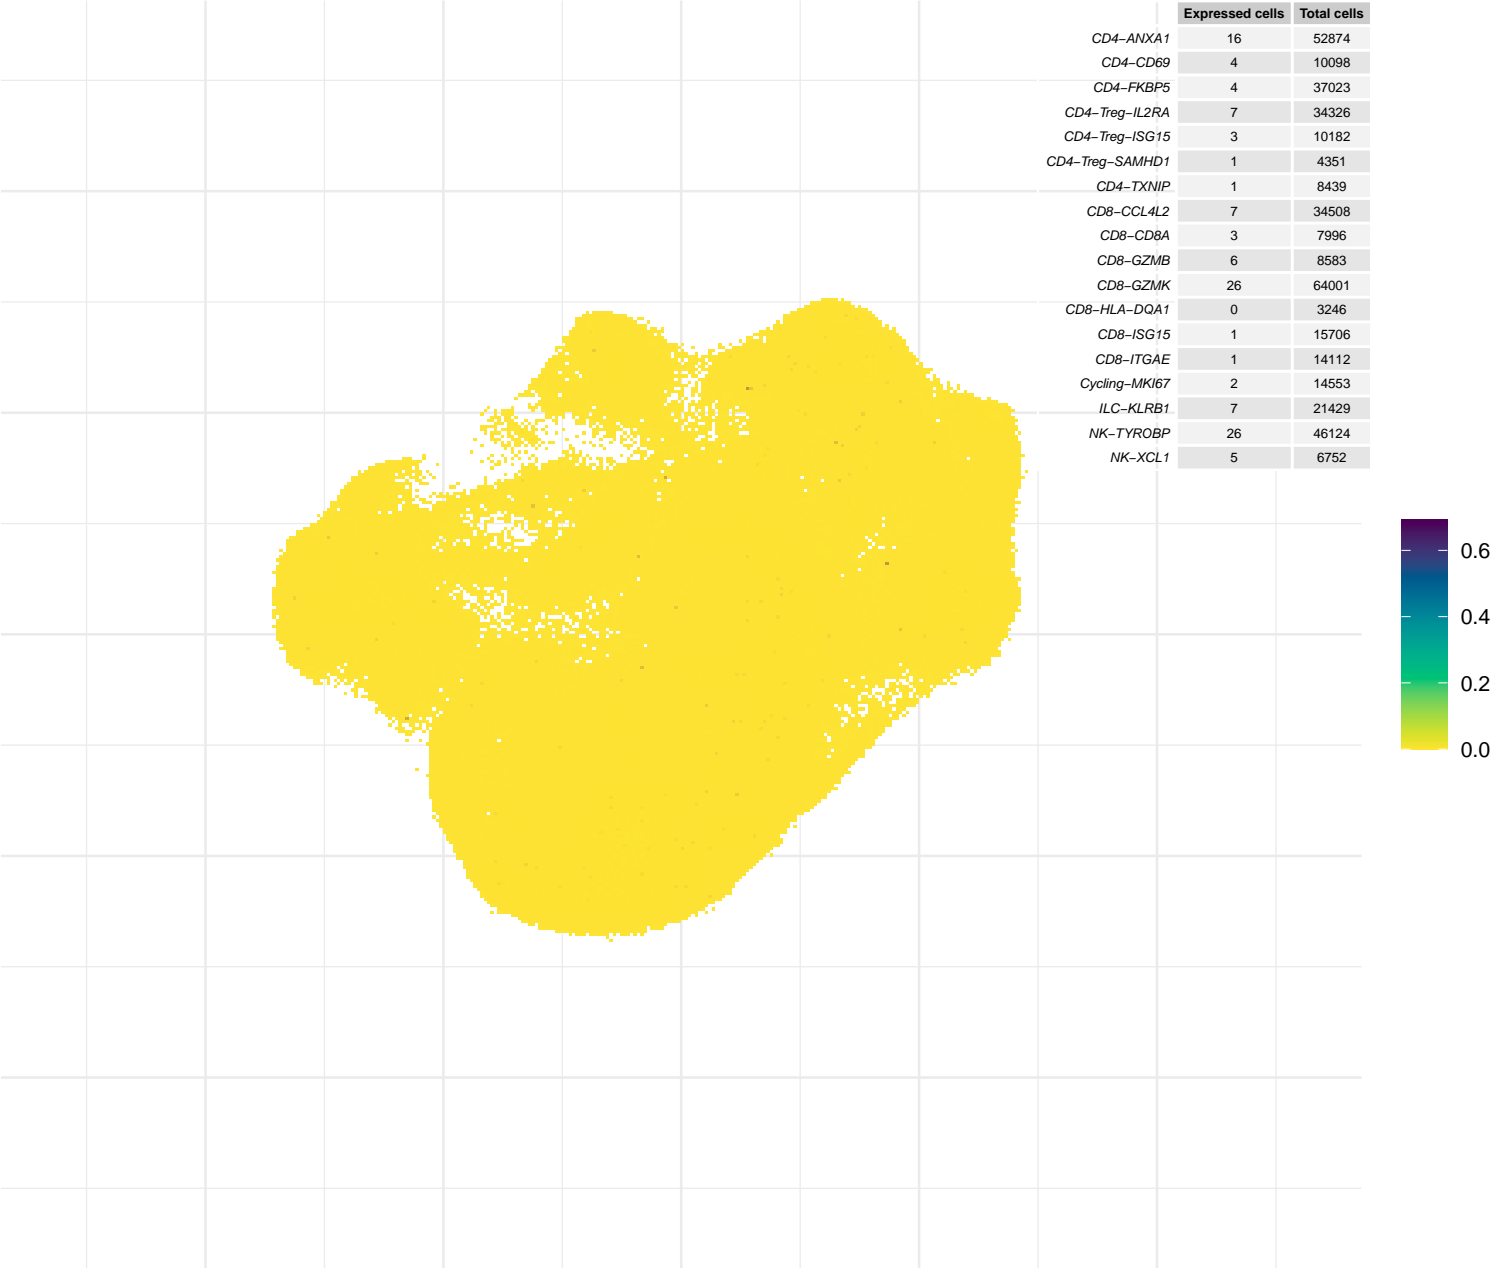 Expressed cells Total cells
CD4−ANXA1 16 52874
CD4−CD69 4 10098
CD4−FKBP5 4 37023
CD4−Treg−IL2RA 7 34326
CD4−Treg−ISG15 3 10182
CD4−Treg−SAMHD1 1 4351
CD4−TXNIP 1 8439
CD8−CCL4L2 7 34508
CD8−CD8A 3 7996
CD8−GZMB 6 8583
CD8−GZMK 26 64001
CD8−HLA−DQA1 0 3246
CD8−ISG15 1 15706
CD8−ITGAE 1 14112
Cycling−MKI67 2 14553
ILC−KLRB1 7 21429
NK−TYROBP 26 46124
NK−XCL1 5 6752
0.6
0.4
0.2
0.0